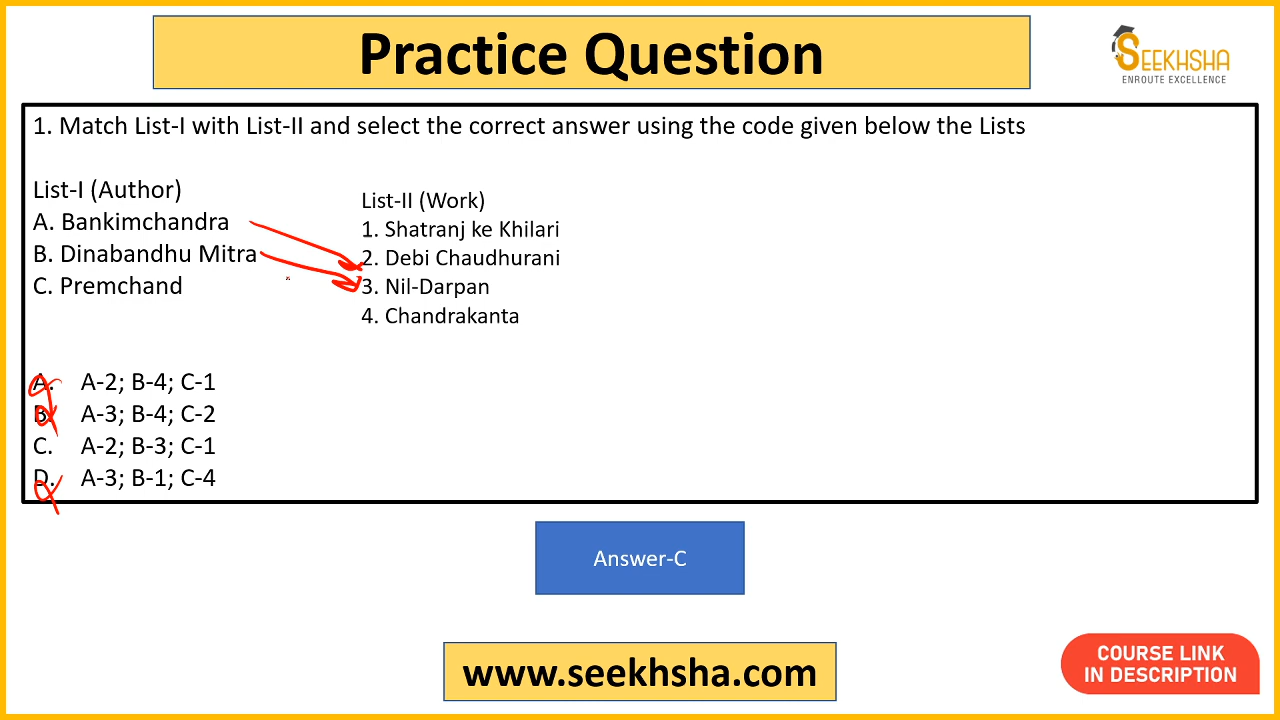 Practice Question
SEEKHSHA
ENROUTE EXCELLENCE
1. Match List-I with List-II and select the correct answer using the code given below the Lists
List-I (Author)
A. Bankimchandra
B. Dinabandhu Mitra
C. Premchand
List-II (Work)
1. Shatranj ke Khilari
2. Debi Chaudhurani
3. Nil-Darpan
4. Chandrakanta
A. A-2; B-4; C-1
B. A-3; B-4; C-2
C. A-2; B-3; C-1
D. A-3; B-1; C-4
Answer-C
www.seekhsha.com
COURSE LINK
IN DESCRIPTION